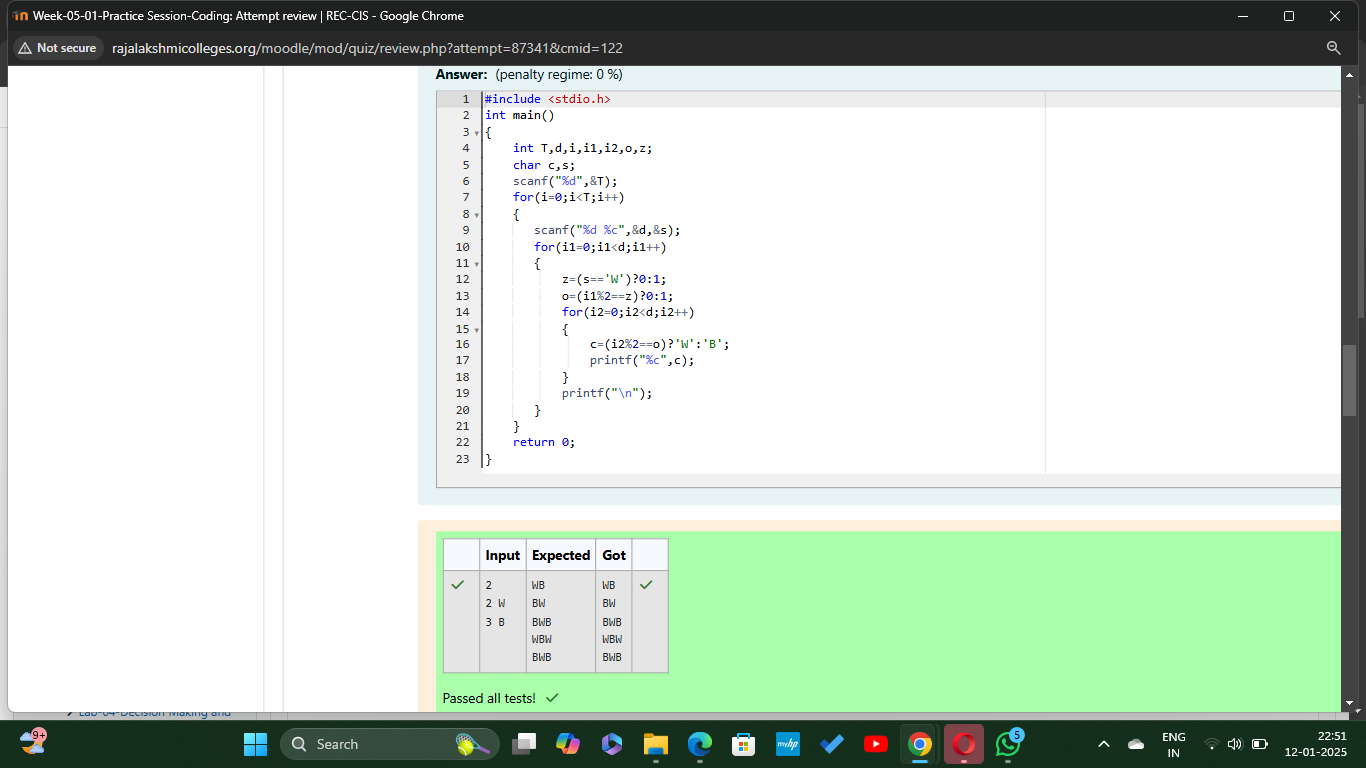 Week-05-01-Practice Session-Coding: Attempt review | REC-CIS - Google Chrome
Not secure rajalakshmicolleges.org/moodle/mod/quiz/review.php?attempt=87341&cmid=122
Answer: (penalty regime: 0 %)
1 #include <stdio.h>
2 int main()
3 {
4 int T,d,i,i1,i2,o,z;
5 char c,s;
6 scanf("%d",&T);
7 for(i=0;i<T;i++)
8 {
9 scanf("%d %c",&d,&s);
10 for(i1=0;i1<d;i1++)
11 {
12 z=(s=='W')?0:1;
13 o=(i1%2==z)?0:1;
14 for(i2=0;i2<d;i2++)
15 {
16 c=(i2%2==o)?'W':'B';
17 printf("%c",c);
18 }
19 printf("\n");
20 }
21 }
22 return 0;
23 }
Input Expected Got
2 WB WB
2 W BW BW
3 B BWB BWB
WBW WBW
BWB BWB
Passed all tests!
Lab-04-Decision Making and
9+
Search
myhp
5
ENG
IN
22:51
12-01-2025